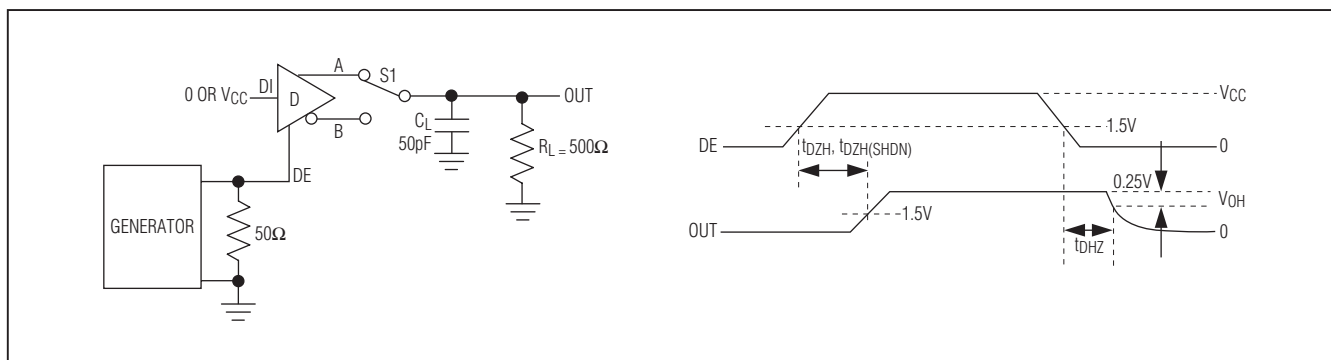 0 OR VCC
DI
D
A
B
S1
OUT
CL
50pF
RL = 500Ω
DE
GENERATOR
50Ω
DE
VCC
1.5V
0
tDZH, tDZH(SHDN)
0.25V
VOH
OUT
1.5V
0
tDHZ